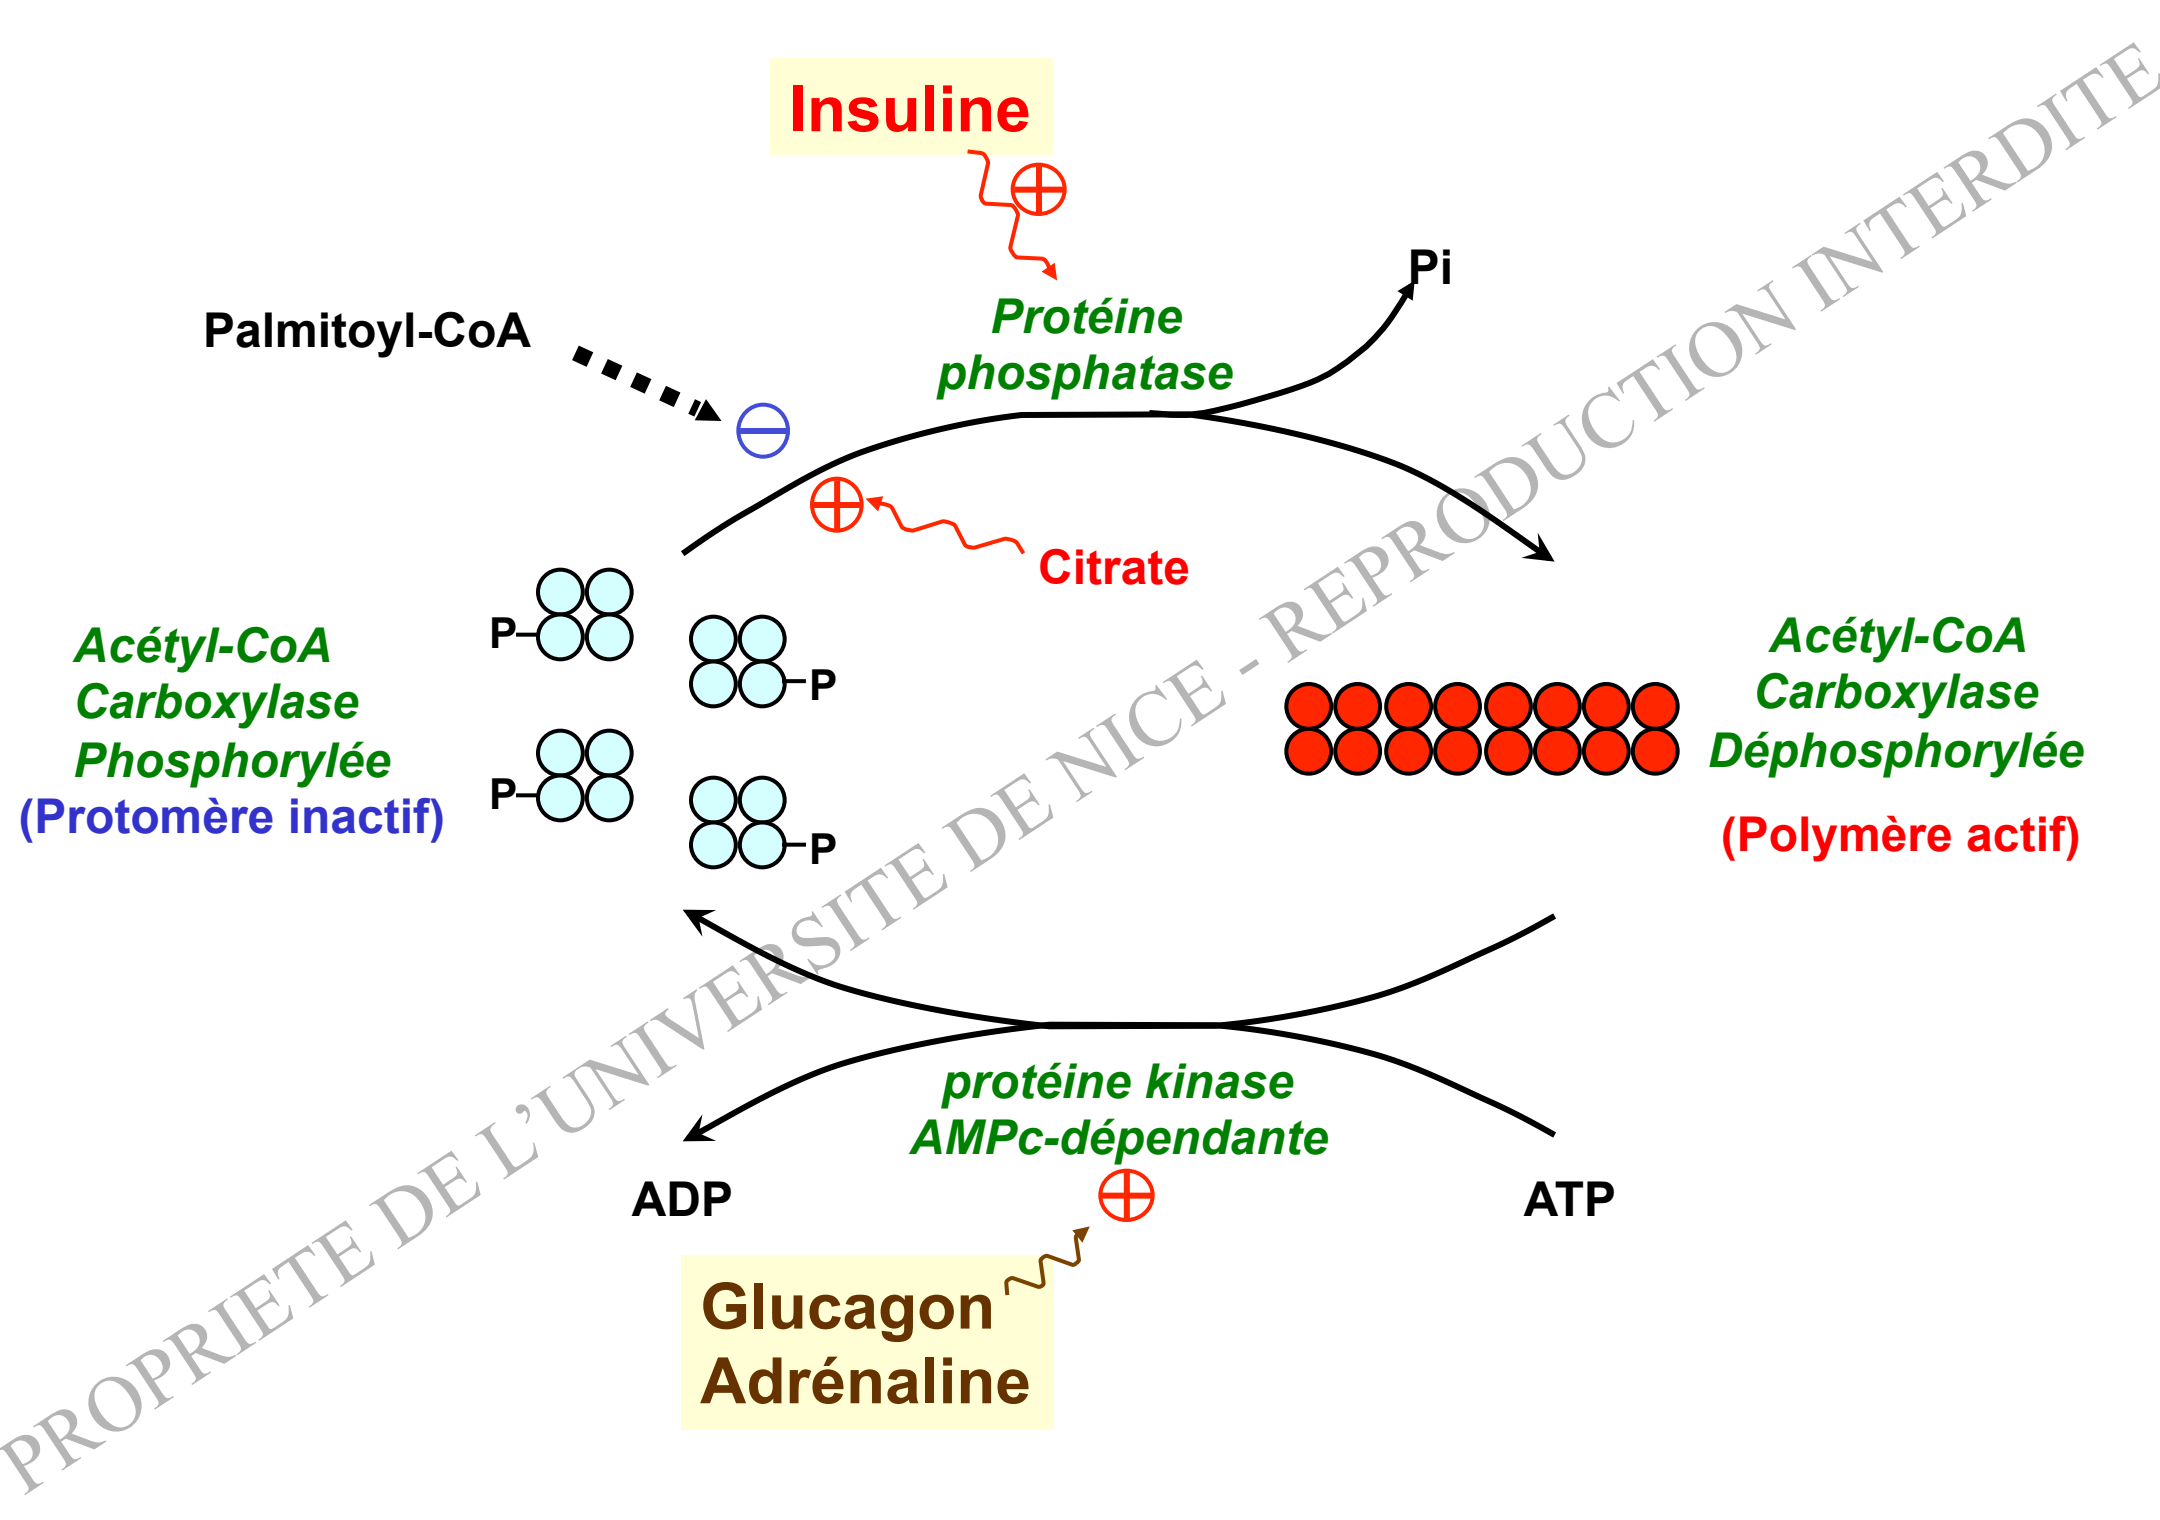 Insuline
Pi
Palmitoyl-CoA
Protéine
phosphatase
Citrate
P
P
P
P
Acétyl-CoA
Carboxylase
Phosphorylée
(Protomère inactif)
Acétyl-CoA
Carboxylase
Déphosphorylée
(Polymère actif)
protéine kinase
AMPc-dépendante
ADP
ATP
Glucagon
Adrénaline
PROPRIETE DE L'UNIVERSITE DE NICE - REPRODUCTION INTERDITE